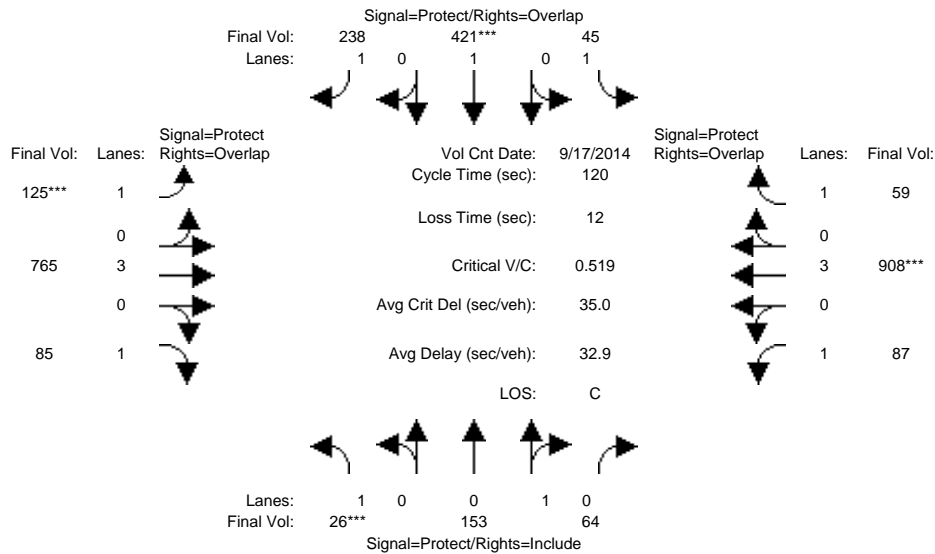 Signal=Protect/Rights=Overlap
Final Vol: 238 421*** 45
Lanes: 1 0 1 0 1
Signal=Protect Signal=Protect
Final Vol: Lanes: Rights=Overlap Vol Cnt Date: 9/17/2014 Rights=Overlap Lanes: Final Vol:
Cycle Time (sec): 120
125*** 1 1 59
Loss Time (sec): 12
0 0
765 3 Critical V/C: 0.519 3 908***
0 Avg Crit Del (sec/veh): 35.0 0
85 1 Avg Delay (sec/veh): 32.9 1 87
LOS: C
Lanes: 1 0 0 1 0
Final Vol: 26*** 153 64
Signal=Protect/Rights=Include